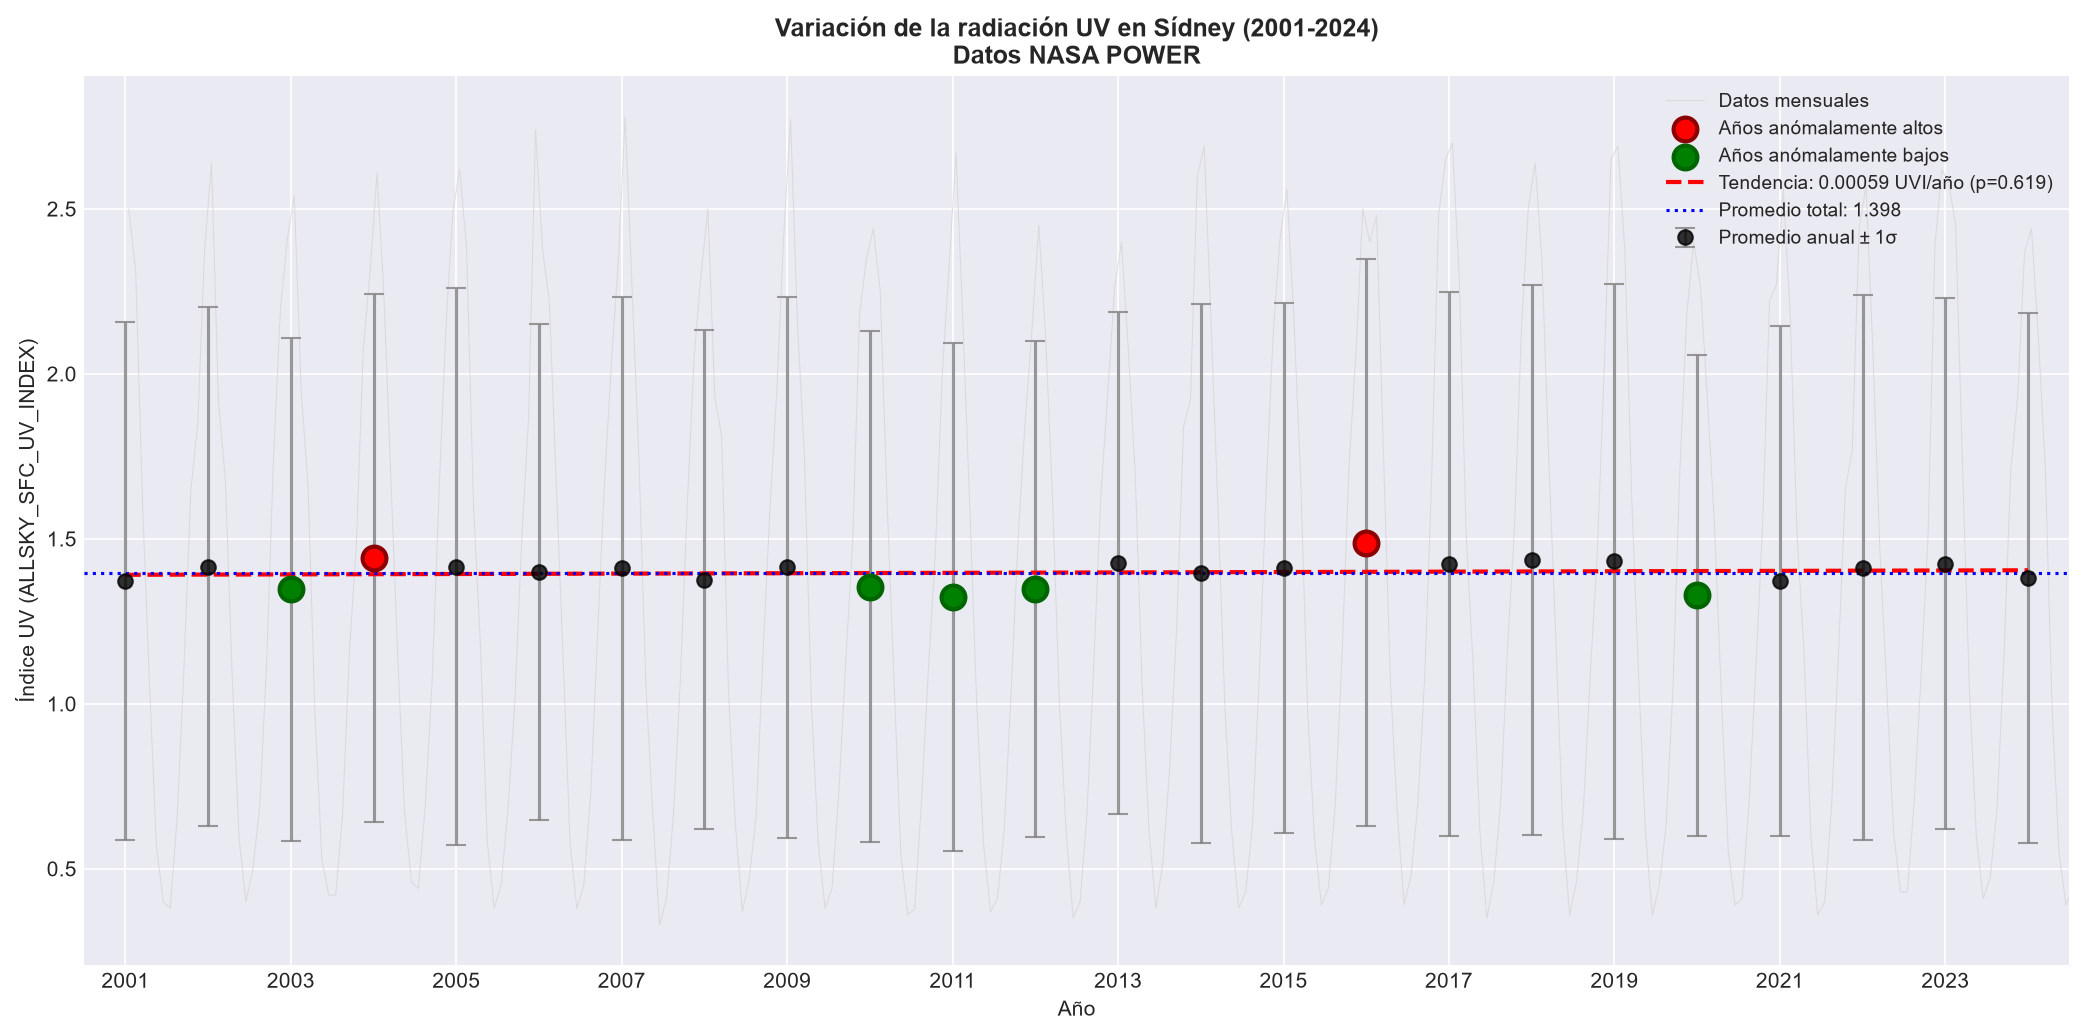 Variación de la radiación UV en Sídney (2001-2024)
Datos NASA POWER
Datos mensuales
Años anómalamente altos
Años anómalamente bajos
Tendencia: 0.00059 UVI/año (p=0.619)
Promedio total: 1.398
Promedio anual ± 1σ
Índice UV (ALLSKY_SFC_UV_INDEX)
2.5
2.0
1.5
1.0
0.5
2001 2003 2005 2007 2009 2011 2013 2015 2017 2019 2021 2023
Año